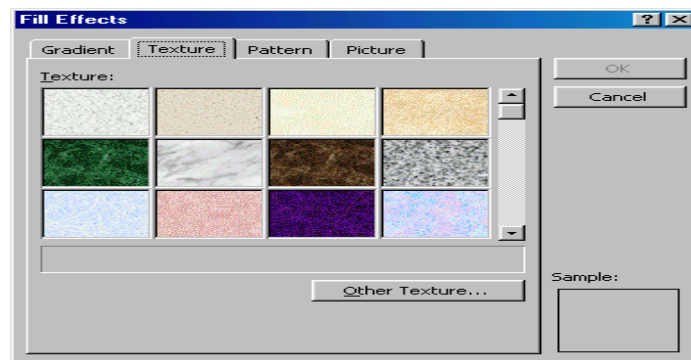 Fill Effects
Gradient Texture Pattern Picture
Texture:
OK
Cancel
Other Texture...
Sample: